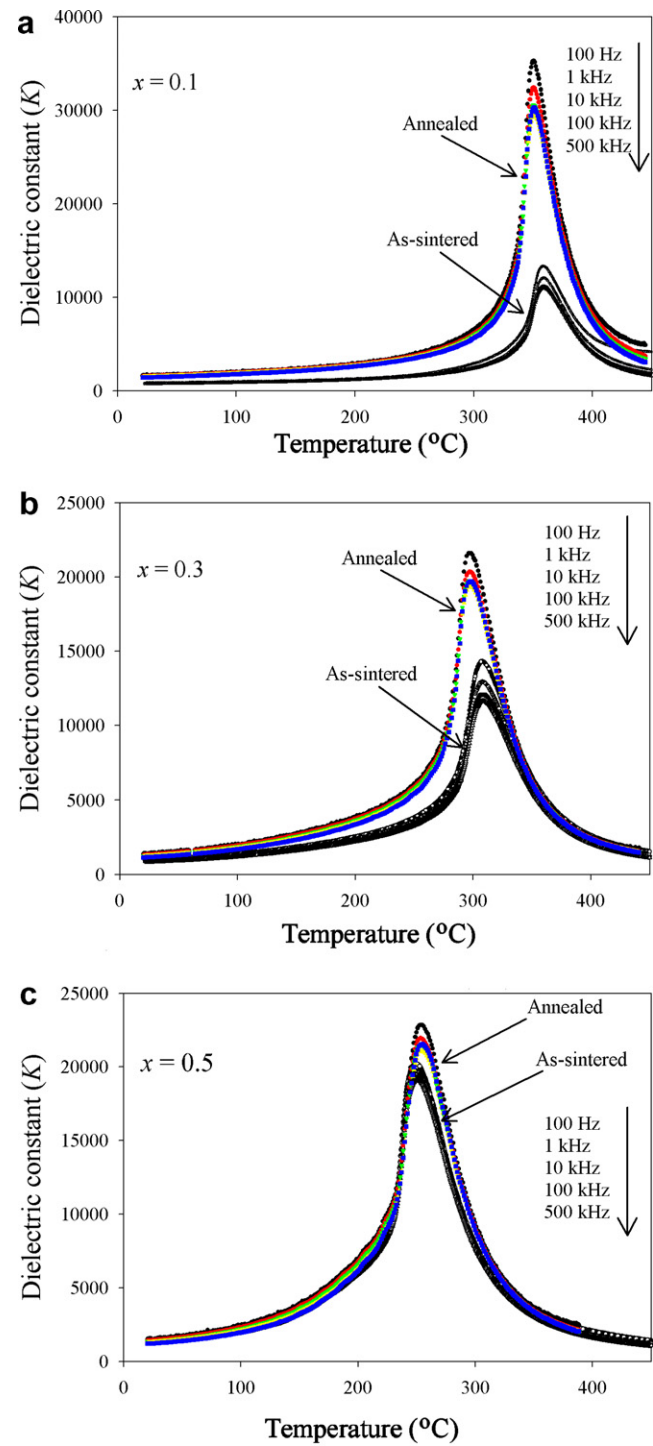 a
40000
x = 0.1
100 Hz
1 kHz
10 kHz
100 kHz
500 kHz
30000
Annealed
20000
As-sintered
10000
0
0
100
200
300
400
Dielectric constant (K)
Temperature (°C)
b
25000
x = 0.3
100 Hz
1 kHz
10 kHz
100 kHz
500 kHz
20000
Annealed
15000
As-sintered
10000
5000
0
0
100
200
300
400
Dielectric constant (K)
Temperature (°C)
c
25000
x = 0.5
Annealed
20000
As-sintered
100 Hz
1 kHz
10 kHz
100 kHz
500 kHz
15000
10000
5000
0
0
100
200
300
400
Dielectric constant (K)
Temperature (°C)